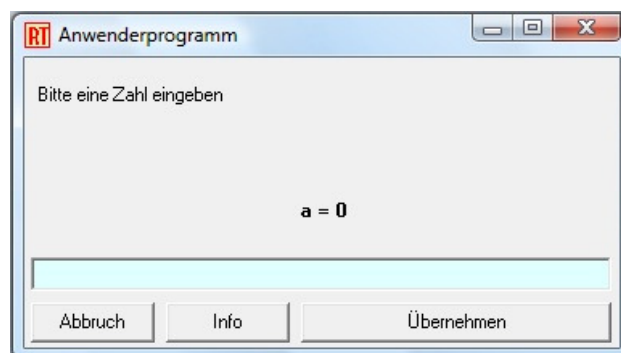 RT Anwenderprogramm
Bitte eine Zahl eingeben
a = 0
Abbruch Info Übernehmen